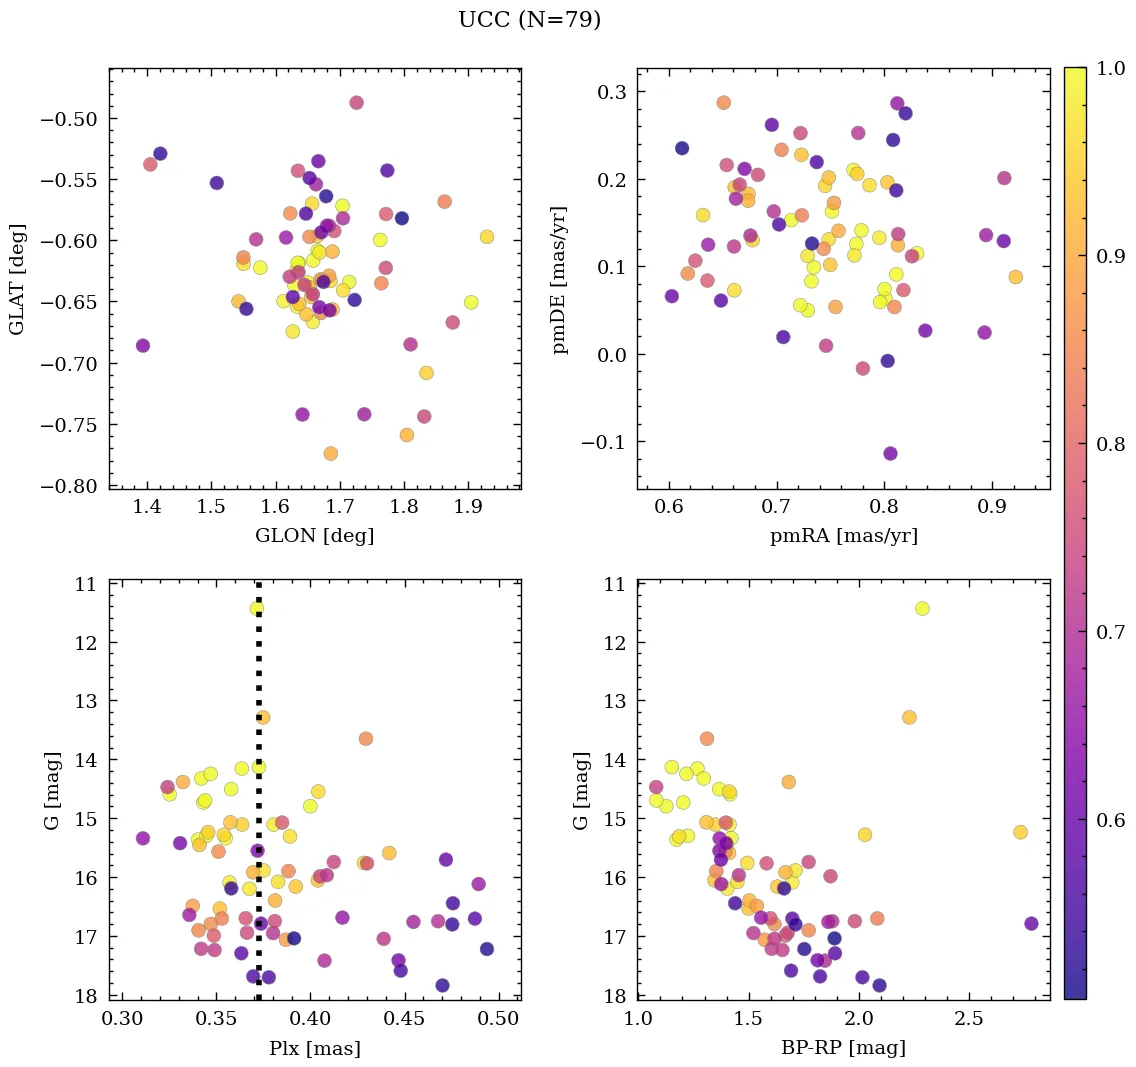 UCC (N=79)
−0.50
−0.55
−0.60
−0.65
−0.70
−0.75
−0.80
GLAT [deg]
1.4 1.5 1.6 1.7 1.8 1.9
GLON [deg]
0.3
0.2
0.1
0.0
−0.1
pmDE [mas/yr]
0.6 0.7 0.8 0.9
pmRA [mas/yr]
11
12
13
14
15
16
17
18
G [mag]
0.30 0.35 0.40 0.45 0.50
Plx [mas]
11
12
13
14
15
16
17
18
G [mag]
1.0 1.5 2.0 2.5
BP-RP [mag]
1.0
0.9
0.8
0.7
0.6